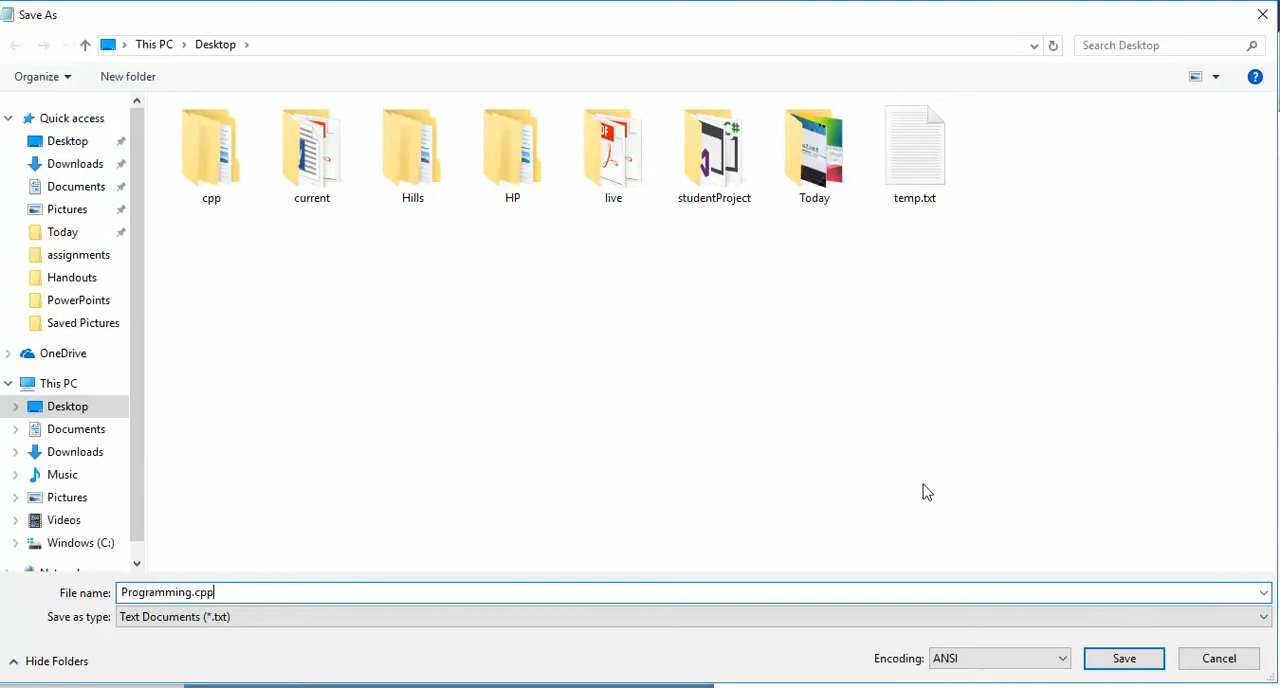 Save As
This PC > Desktop >
Search Desktop
Organize
New folder
?
Quick access
Desktop
Downloads
Documents
Pictures
Today
assignments
Handouts
PowerPoints
Saved Pictures
OneDrive
This PC
Desktop
Documents
Downloads
Music
Pictures
Videos
Windows (C:)
cpp
current
Hills
HP
PDF
live
C#
studentProject
Today
temp.txt
File name: Programming.cpp
Save as type: Text Documents (*.txt)
Hide Folders
Encoding: ANSI
Save
Cancel